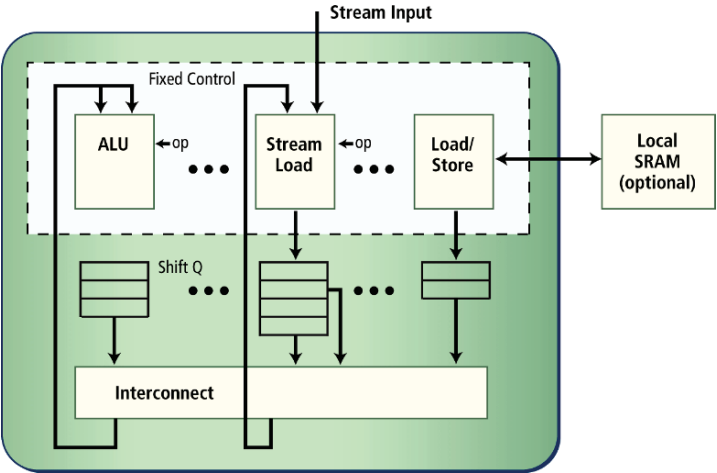 Stream Input
Fixed Control
ALU
op
Stream
Load
op
Load/
Store
Local
SRAM
(optional)
Shift Q
Interconnect